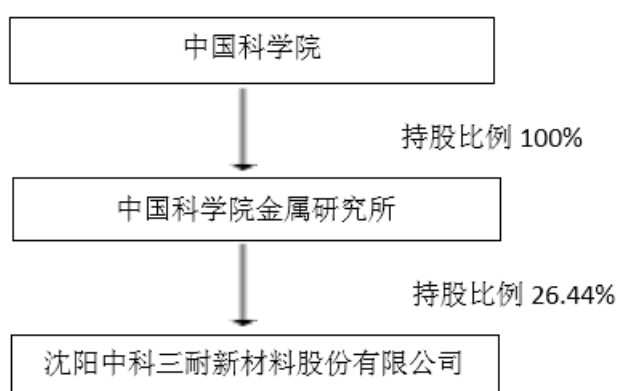 中国科学院
持股比例 100%
中国科学院金属研究所
持股比例 26.44%
沈阳中科三耐新材料股份有限公司